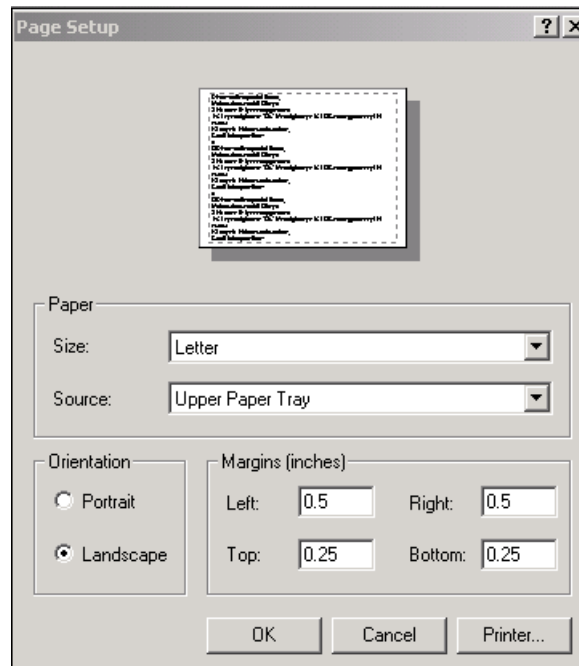 Page Setup
Paper
Size: Letter
Source: Upper Paper Tray
Orientation
Portrait
Landscape
Margins (inches)
Left: 0.5 Right: 0.5
Top: 0.25 Bottom: 0.25
OK Cancel Printer...